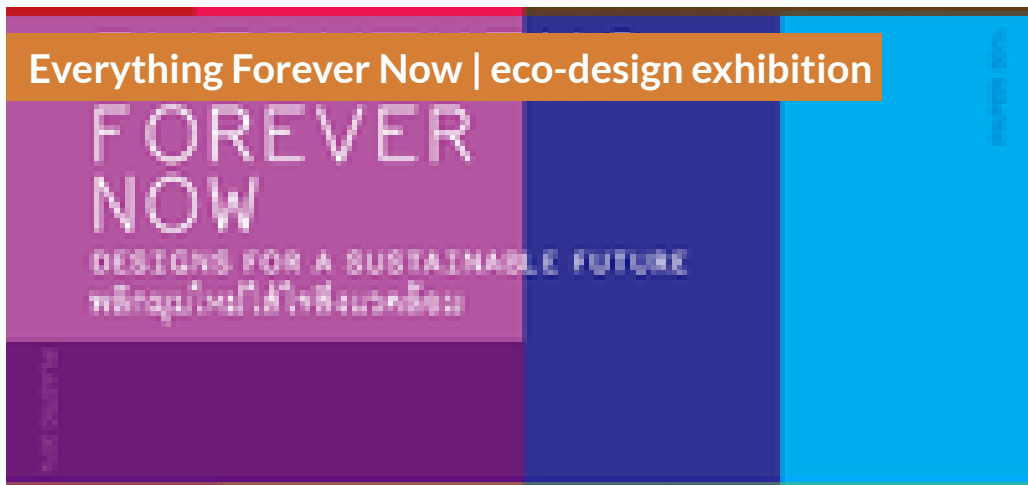 Everything Forever Now | eco-design exhibition
FOREVER
NOW
DESIGNS FOR A SUSTAINABLE FUTURE